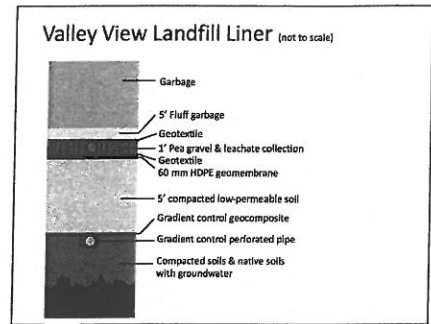 Valley View Landfill Liner (not to scale)
Garbage
5' Fluff garbage
Geotextile
1' Pea gravel & leachate collection
Geotextile
60 mm HDPE geomembrane
5' compacted low-permeable soil
Gradient control geocomposite
Gradient control perforated pipe
Compacted soils & native soils
with groundwater